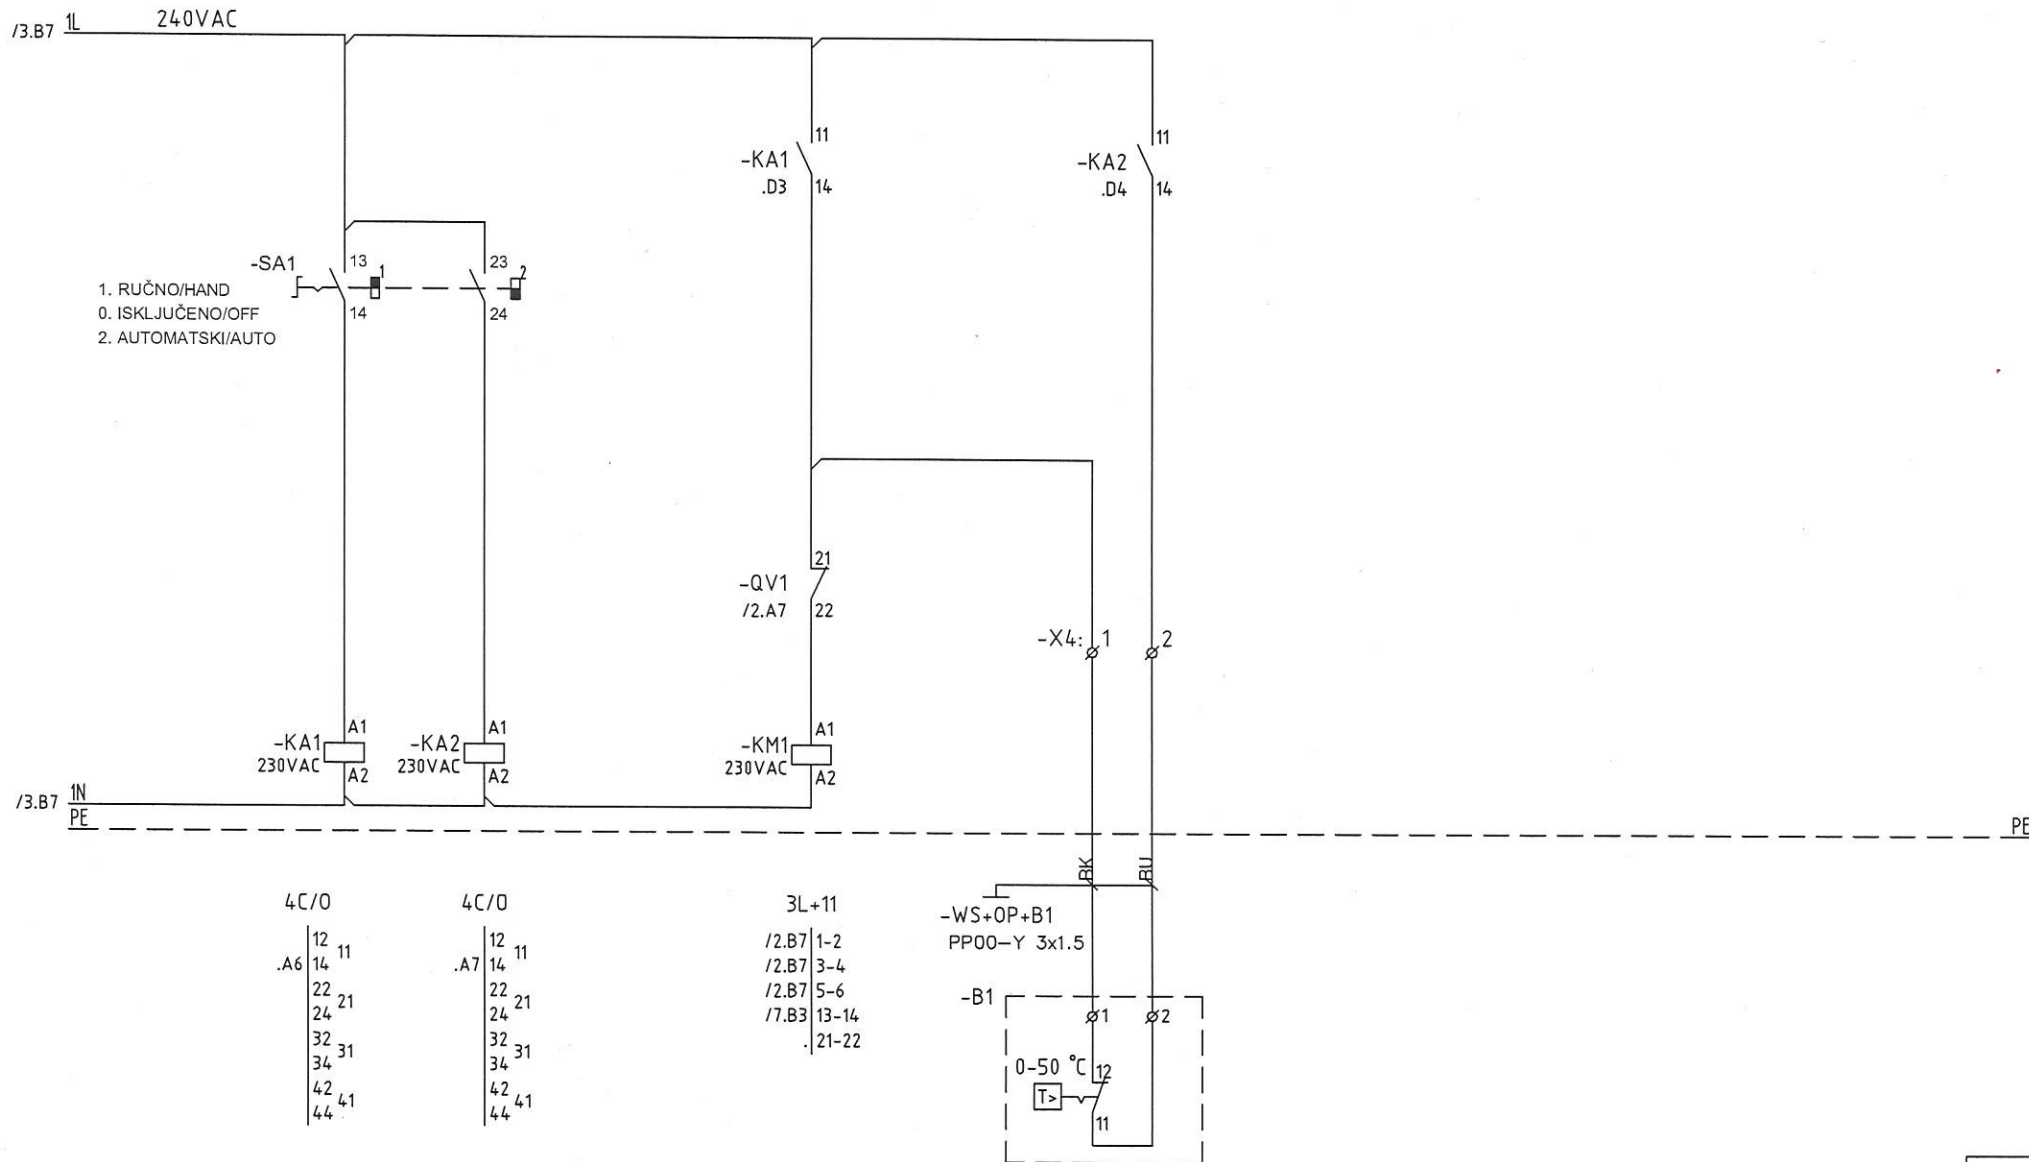 240VAC
/3.B7 1L
11
-KA1
.D3 14
11
-KA2
.D4 14
-SA1 13 1
23 2
14
24
1. RUČNO/HAND
0. ISKLJUČENO/OFF
2. AUTOMATSKI/AUTO
21
-QV1
/2.A7 22
-X4: 1 2
A1
-KA1
230VAC
A2
A1
-KA2
230VAC
A2
A1
-KM1
230VAC
A2
/3.B7 1N
PE
PE
BK BU
4C/O
12
11
.A6 14
22
21
24
32
31
34
42
41
44
4C/O
12
11
.A7 14
22
21
24
32
31
34
42
41
44
3L+11
/2.B7 1-2
/2.B7 3-4
/2.B7 5-6
/7.B3 13-14
. 21-22
-WS+OP+B1
PP00-Y 3x1.5
-B1
1 2
0-50 °C 12
T>
11